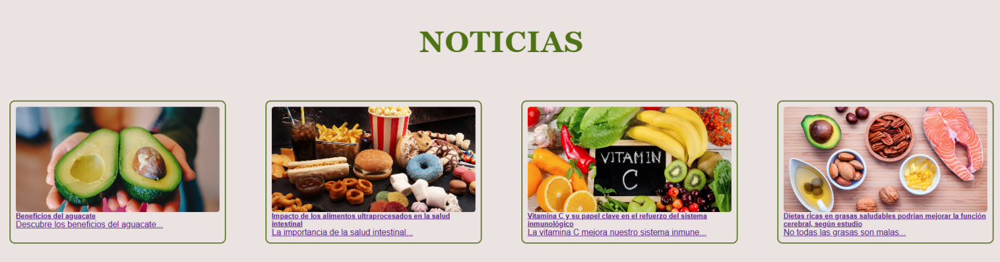 NOTICIAS
VITAMIN
C
Beneficios del aguacate
Descubre los beneficios del aguacate...
Impacto de los alimentos ultraprocesados en la salud
intestinal
La importancia de la salud intestinal...
Vitamina C y su papel clave en el refuerzo del sistema
inmunológico
La vitamina C mejora nuestro sistema inmune...
Dietas ricas en grasas saludables podrían mejorar la función
cerebral, según estudio
No todas las grasas son malas...